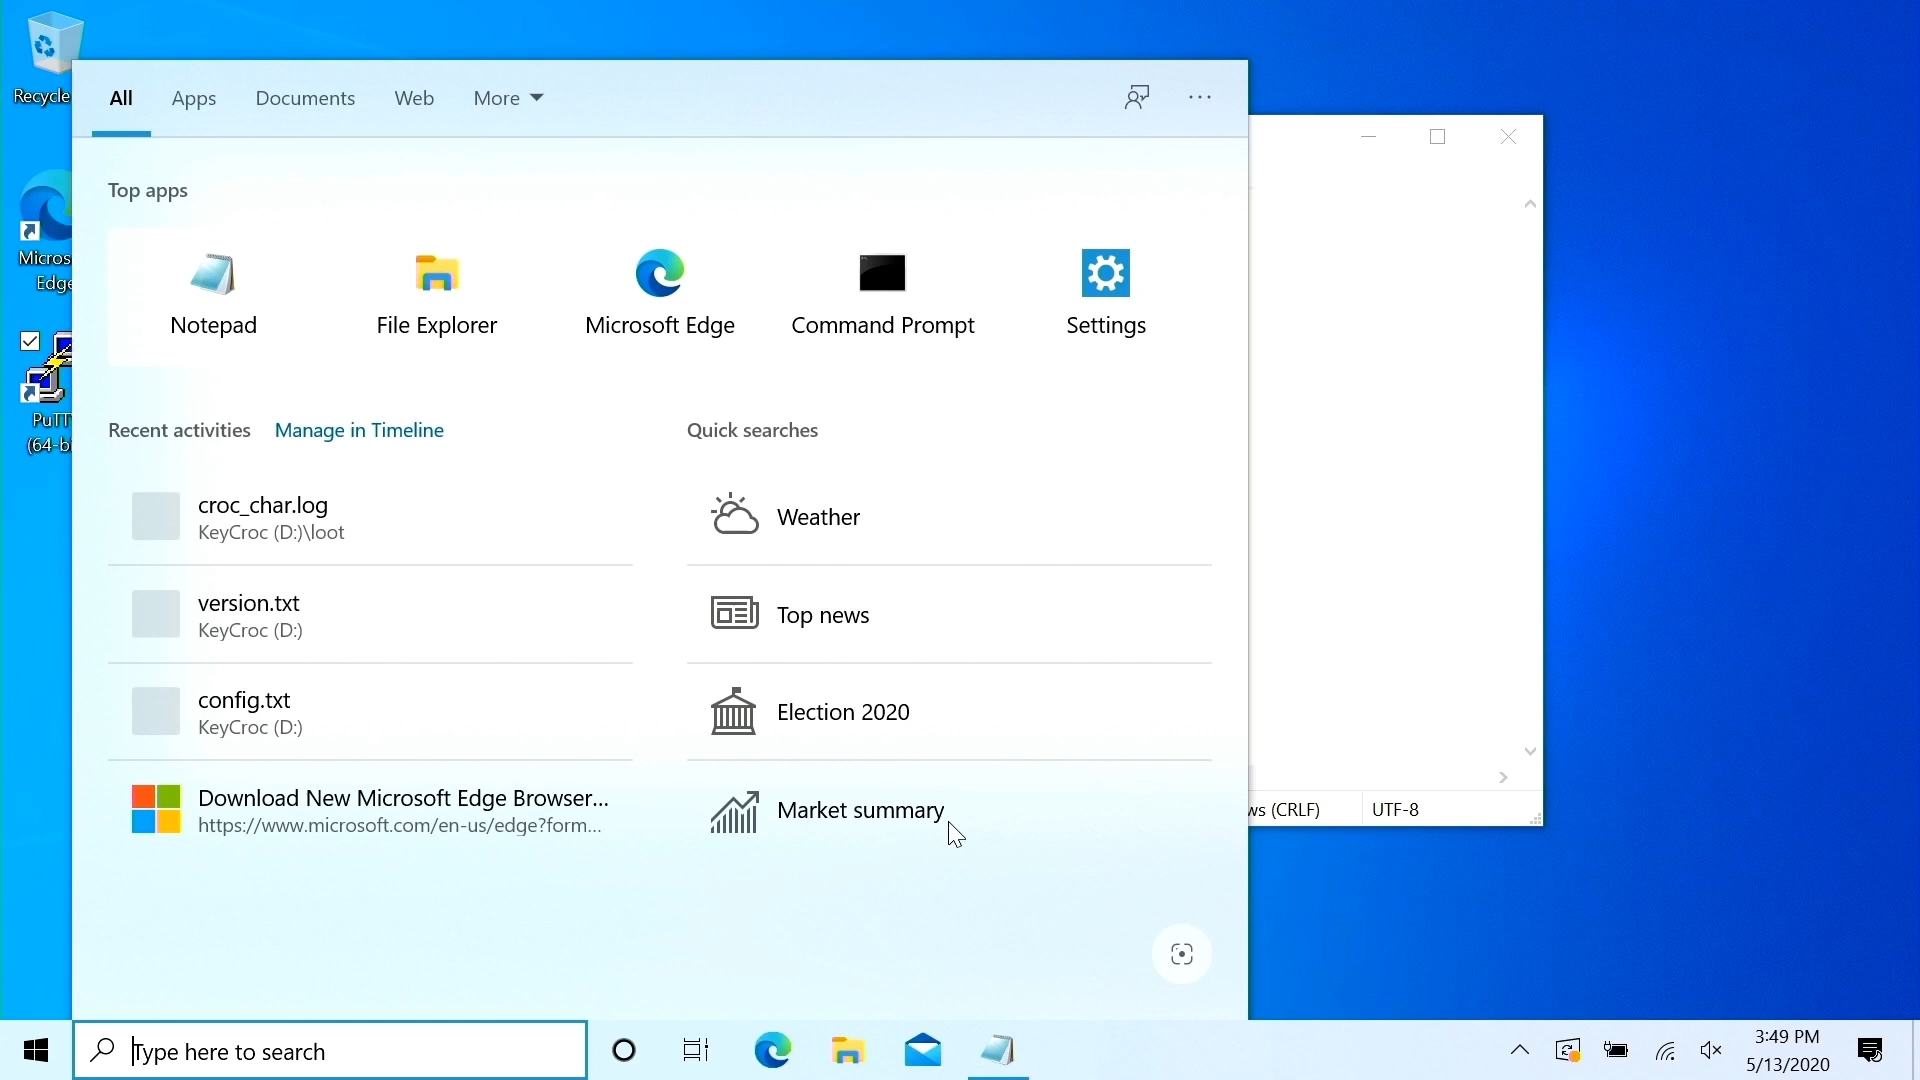 Recycle
Micros
Edge
PuTT
(64-bi
All
Apps
Documents
Web
More
Top apps
Notepad
File Explorer
Microsoft Edge
Command Prompt
Settings
Recent activities
Manage in Timeline
croc_char.log
KeyCroc (D:)\loot
version.txt
KeyCroc (D:)
config.txt
KeyCroc (D:)
Download New Microsoft Edge Browser...
https://www.microsoft.com/en-us/edge?form...
Quick searches
Weather
Top news
Election 2020
Market summary
ws (CRLF)
UTF-8
Type here to search
3:49 PM
5/13/2020